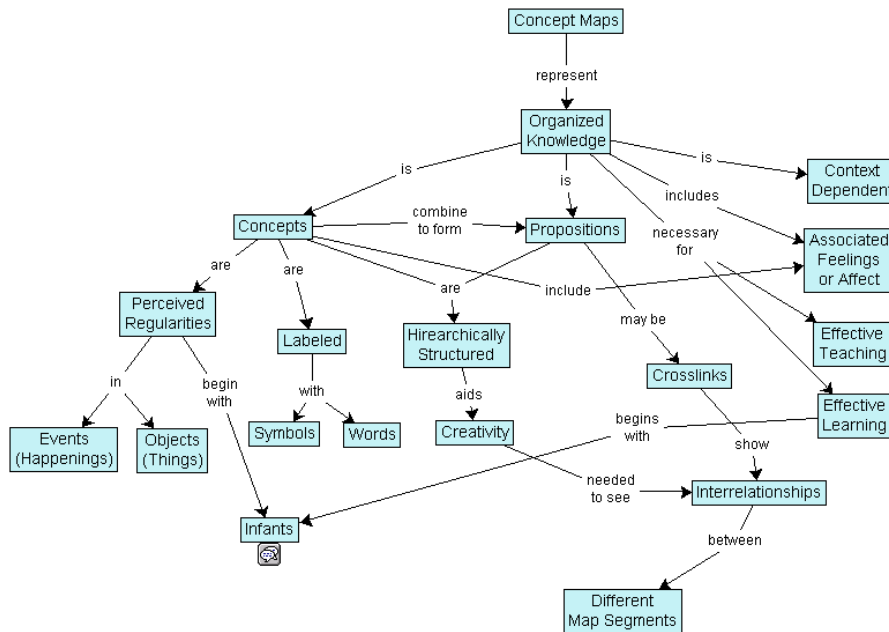 Concept Maps
represent
Organized
Knowledge
is
is
is
Context
Dependent
includes
Concepts
combine
to form
Propositions
necessary
for
Associated
Feelings
or Affect
are
are
are
include
Perceived
Regularities
Labeled
Hirearchically
Structured
may be
Effective
Teaching
in
begin
with
with
aids
Crosslinks
Effective
Learning
Events
(Happenings)
Objects
(Things)
Symbols
Words
Creativity
begins
with
show
needed
to see
Interrelationships
Infants
between
Different
Map Segments